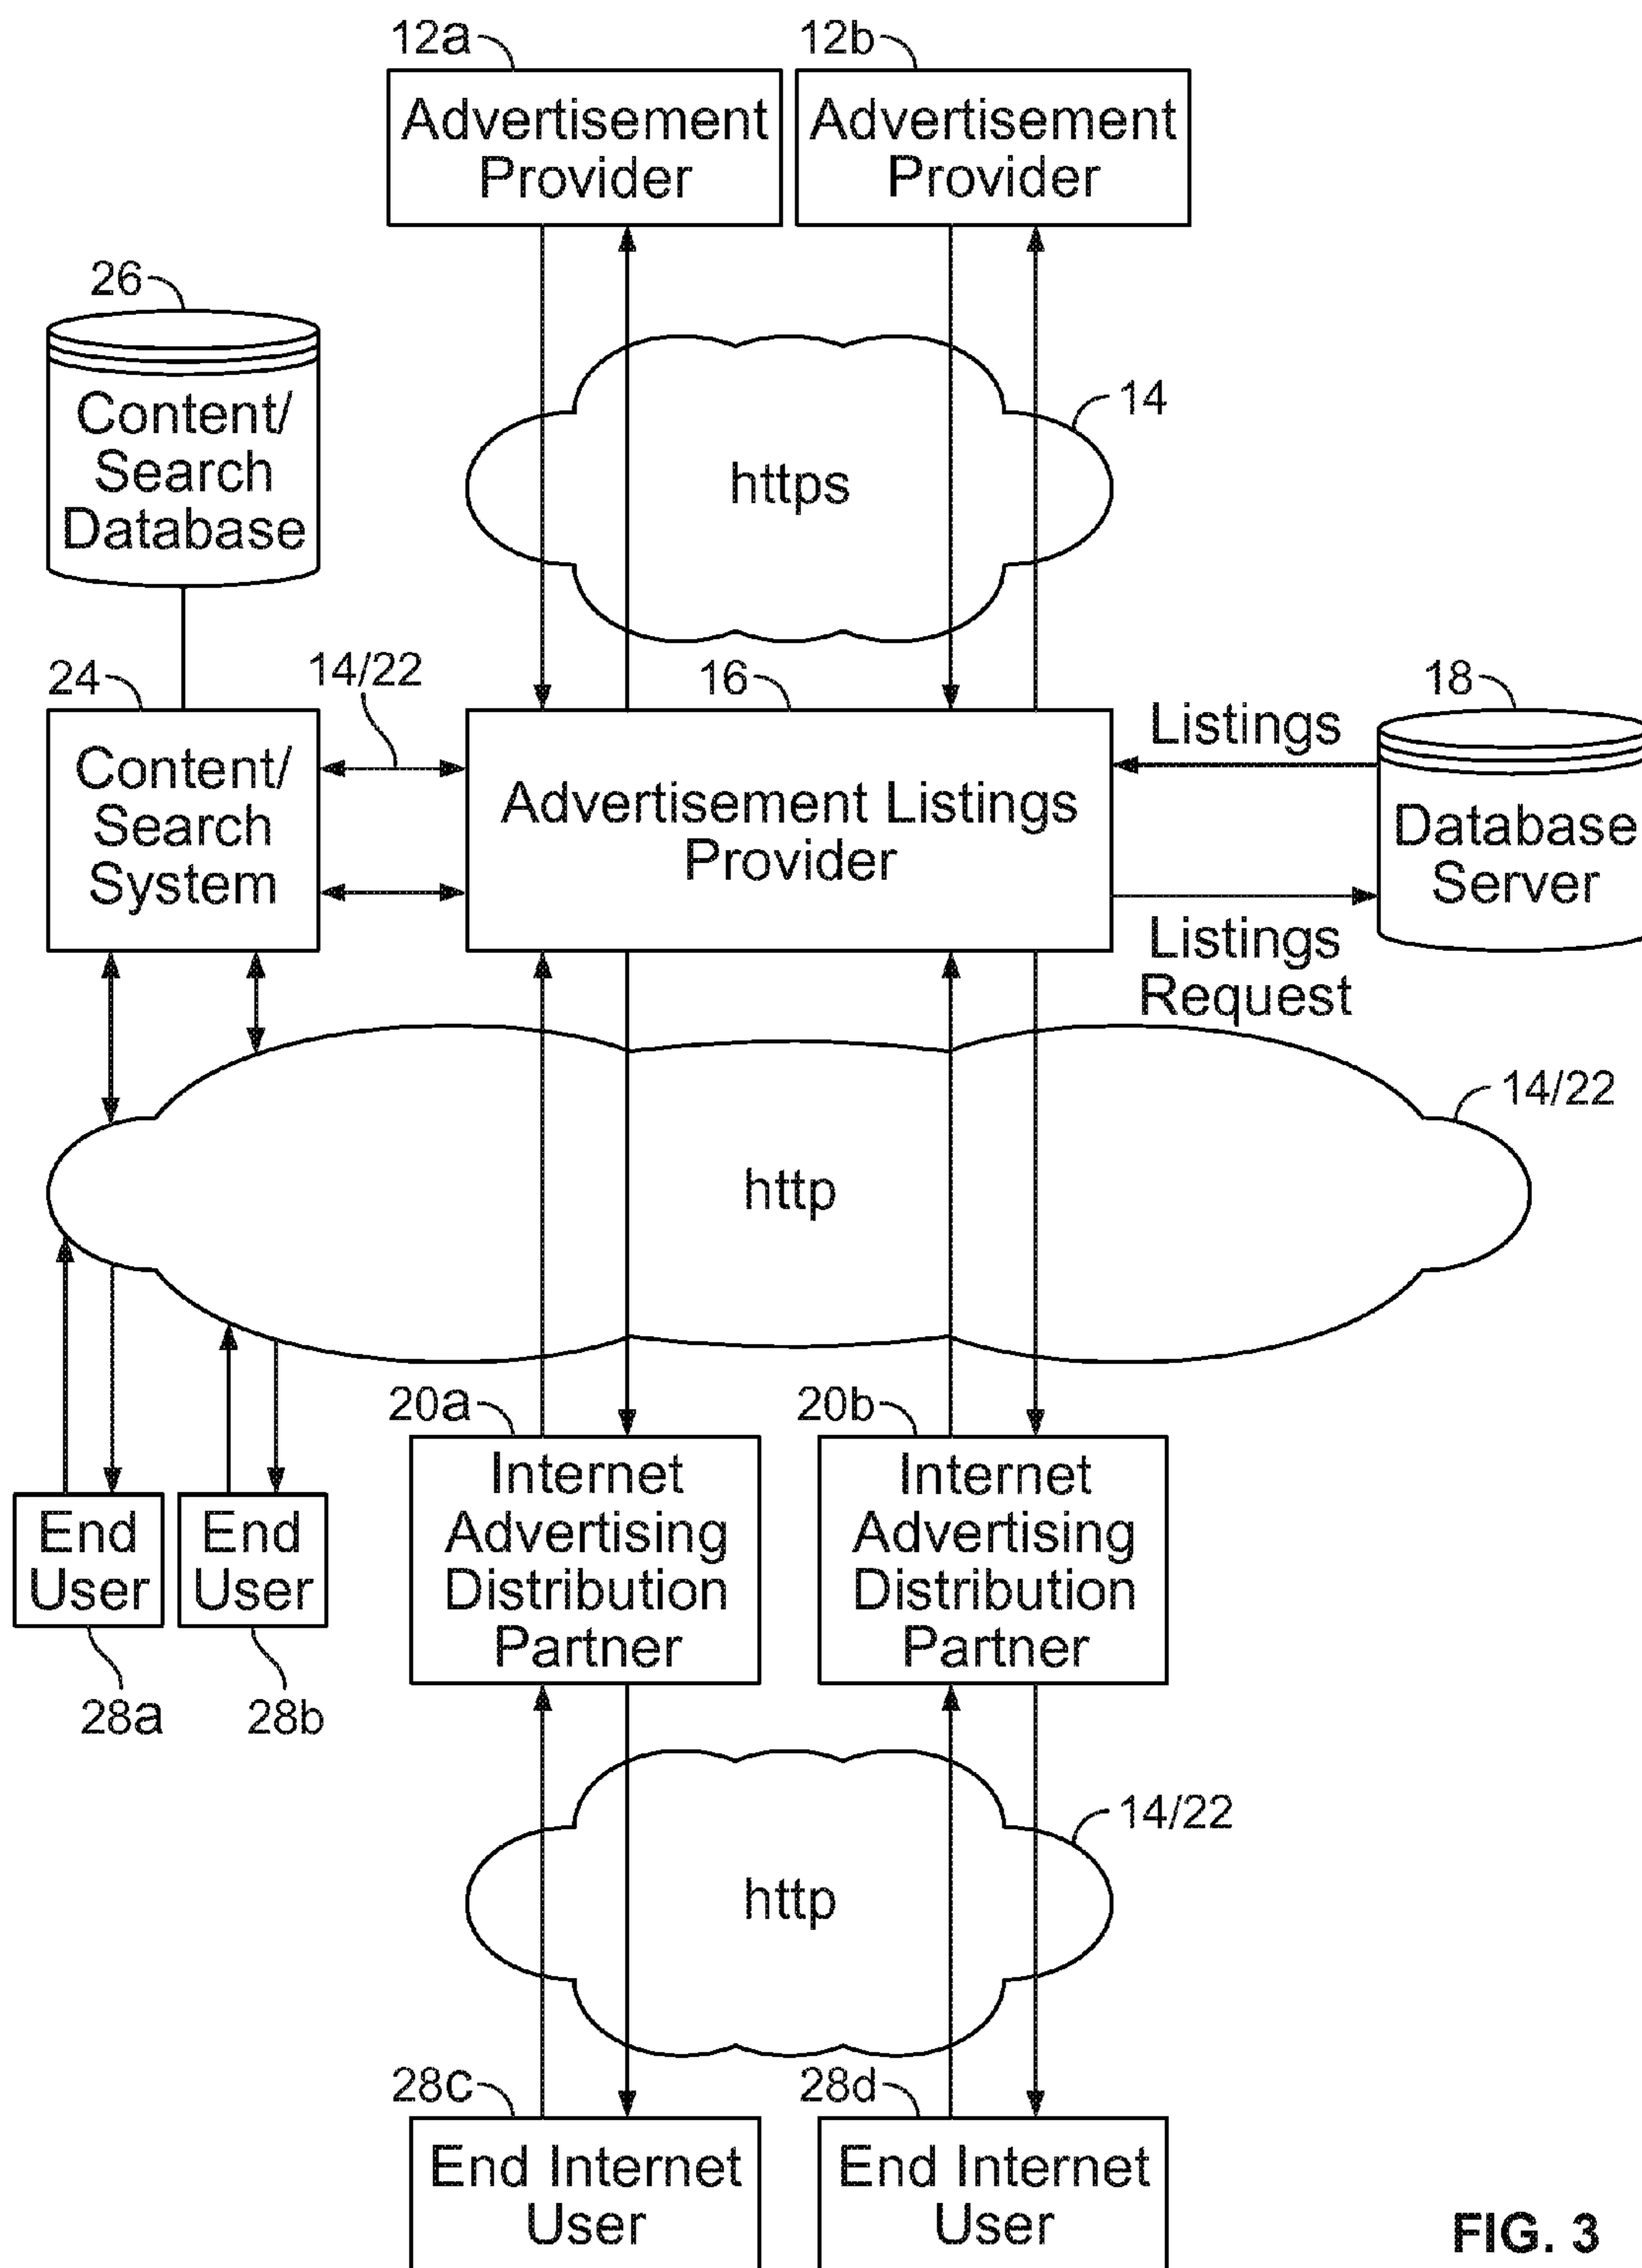 12a
12b
Advertisement
Provider
Advertisement
Provider
26
Content/
Search
Database
14
https
24
14/22
16
18
Content/
Search
System
Advertisement Listings
Provider
Listings
Database
Server
Listings
Request
14/22
http
20a
20b
End
User
End
User
28a
28b
Internet
Advertising
Distribution
Partner
Internet
Advertising
Distribution
Partner
14/22
http
28c
28d
End Internet
User
End Internet
User
FIG. 3